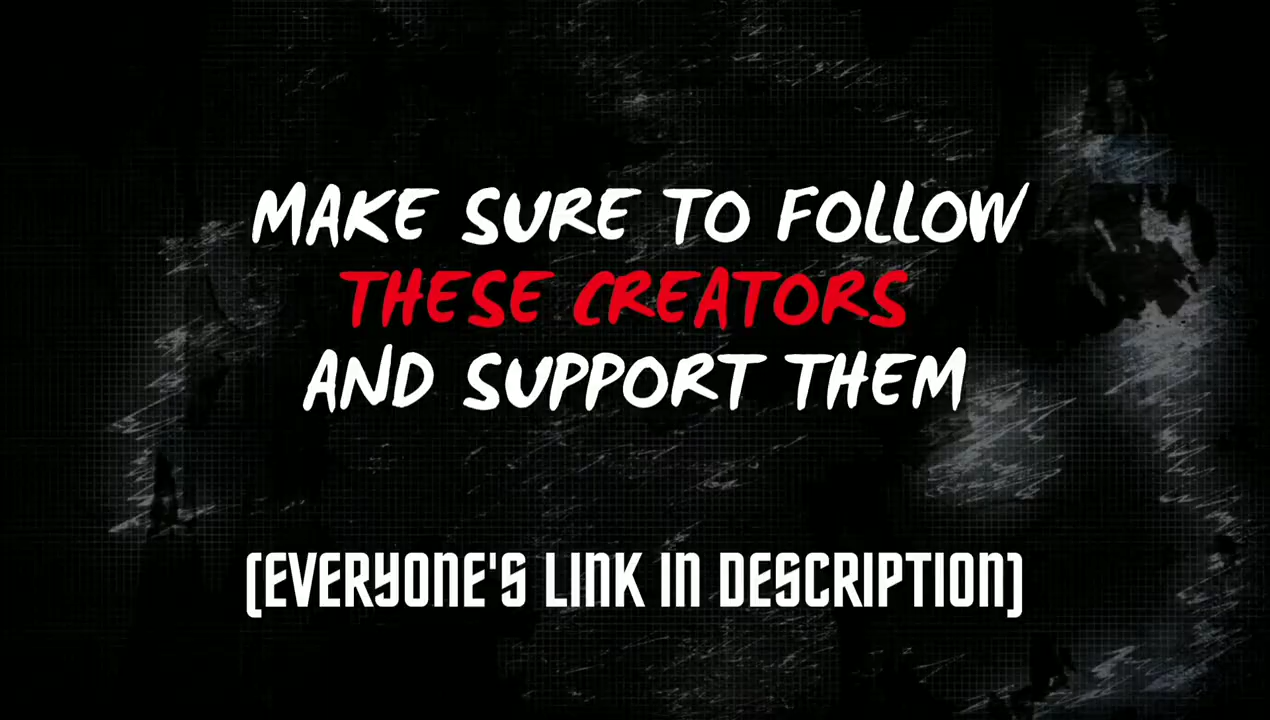 MAKE SURE TO FOLLOW
THESE CREATORS
AND SUPPORT THEM
(EVERYONE'S LINK IN DESCRIPTION)